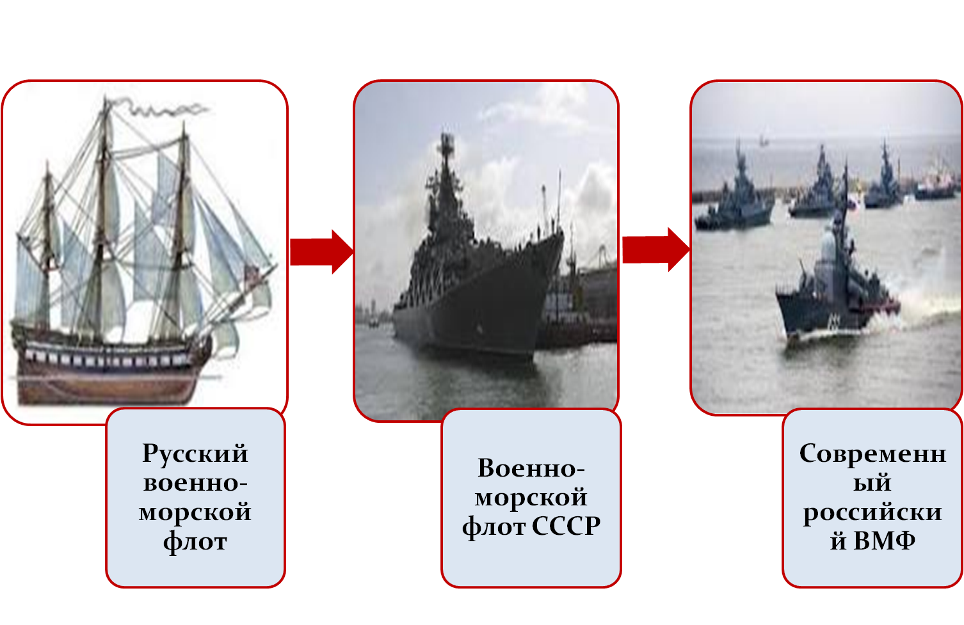 Русский
военно-
морской
флот
Военно-
морской
флот СССР
Современн
ый
российски
й ВМФ